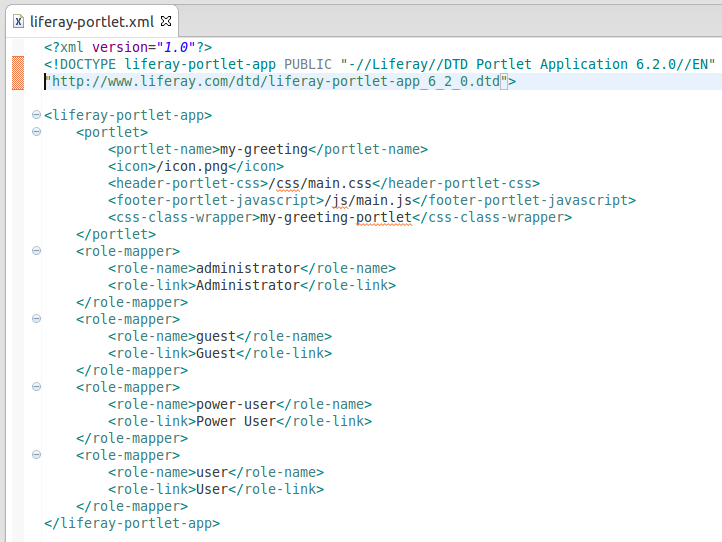 liferay-portlet.xml
<?xml version="1.0"?>
<!DOCTYPE liferay-portlet-app PUBLIC "-//Liferay//DTD Portlet Application 6.2.0//EN"
"http://www.liferay.com/dtd/liferay-portlet-app_6_2_0.dtd">
<liferay-portlet-app>
<portlet>
<portlet-name>my-greeting</portlet-name>
<icon>/icon.png</icon>
<header-portlet-css>/css/main.css</header-portlet-css>
<footer-portlet-javascript>/js/main.js</footer-portlet-javascript>
<css-class-wrapper>my-greeting-portlet</css-class-wrapper>
</portlet>
<role-mapper>
<role-name>administrator</role-name>
<role-link>Administrator</role-link>
</role-mapper>
<role-mapper>
<role-name>guest</role-name>
<role-link>Guest</role-link>
</role-mapper>
<role-mapper>
<role-name>power-user</role-name>
<role-link>Power User</role-link>
</role-mapper>
<role-mapper>
<role-name>user</role-name>
<role-link>User</role-link>
</role-mapper>
</liferay-portlet-app>